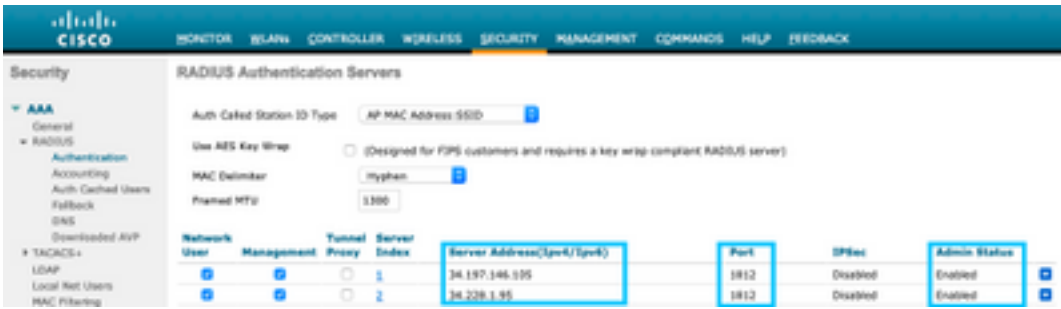 CISCO
MONITOR WLANs CONTROLLER WIRELESS SECURITY MANAGEMENT COMMANDS HELP FEEDBACK
Security
AAA
General
RADIUS
Authentication
Accounting
Auth Cached Users
Fallback
DNS
Downloaded AVP
TACACS+
LDAP
Local Net Users
MAC Filtering
RADIUS Authentication Servers
Auth Called Station ID Type AP MAC Address:SSID
Use AES Key Wrap (Designed for FIPS customers and requires a key wrap compliant RADIUS server)
MAC Delimiter Hyphen
Framed MTU 1300
Network User Management Tunnel Proxy Server Index Server Address(Ipv4/Ipv6) Port IPSec Admin Status
1 34.197.146.105 1812 Disabled Enabled
2 34.228.1.95 1812 Disabled Enabled